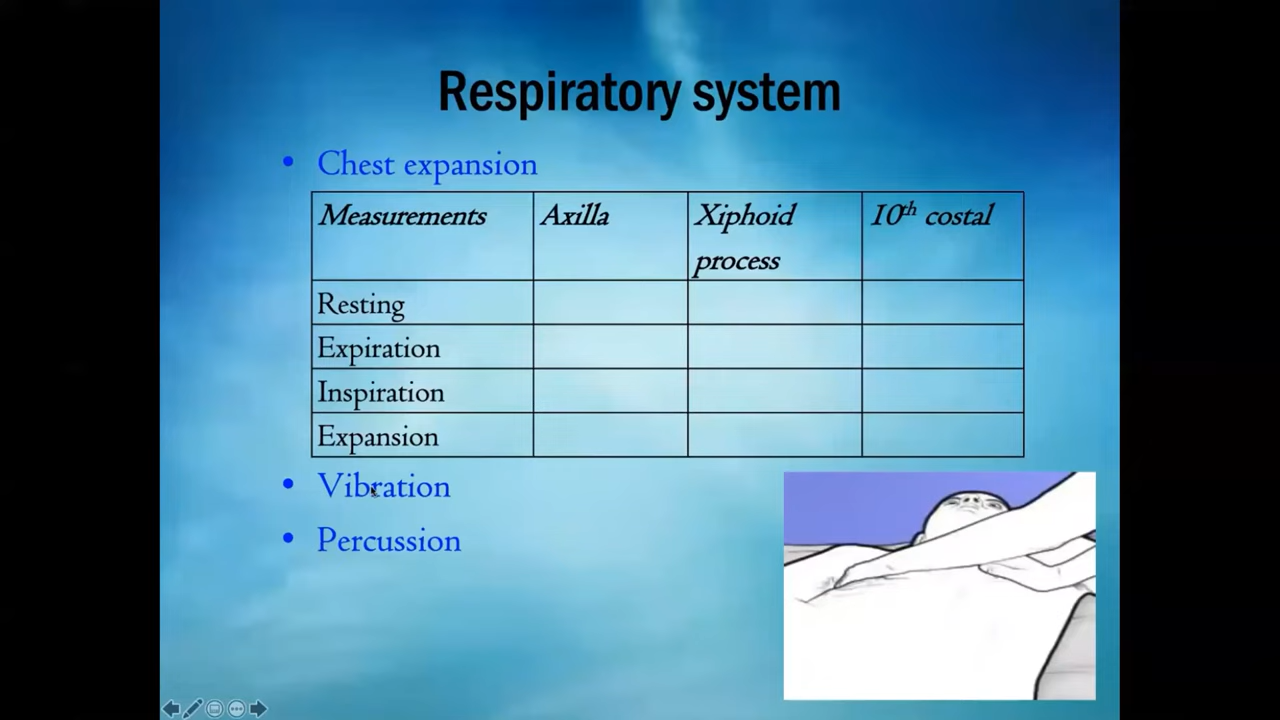 Respiratory system
• Chest expansion
Measurements Axilla Xiphoid process 10th costal
Resting
Expiration
Inspiration
Expansion
• Vibration
• Percussion